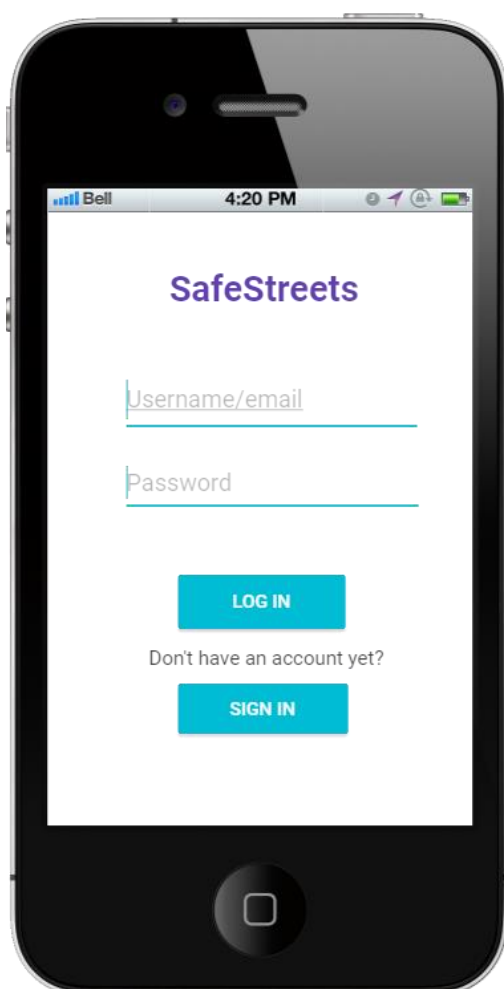 Bell 4:20 PM
SafeStreets
Username/email
Password
LOG IN
Don't have an account yet?
SIGN IN